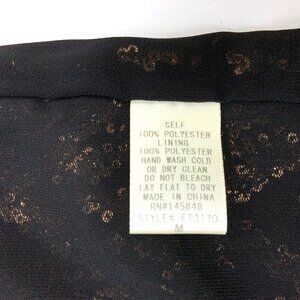 SELF
100% POLYESTER
LINING
100% POLYESTER
HAND WASH COLD
OR DRY CLEAN
DO NOT BLEACH
LAY FLAT TO DRY
MADE IN CHINA
RN#145848
STYLE# ET3170
M